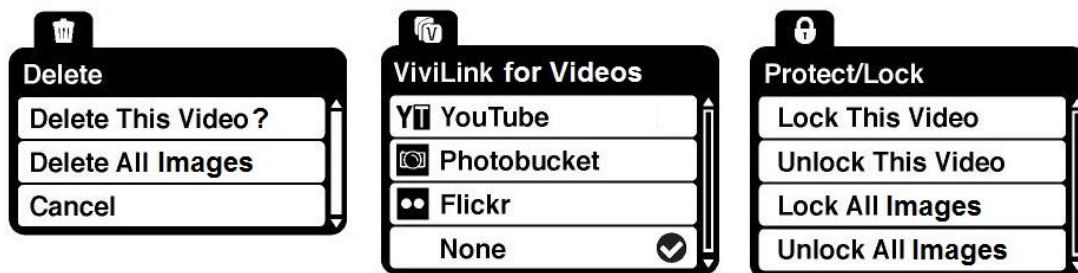 Delete
Delete This Video?
Delete All Images
Cancel
V
ViviLink for Videos
YT YouTube
Photobucket
Flickr
None
Protect/Lock
Lock This Video
Unlock This Video
Lock All Images
Unlock All Images